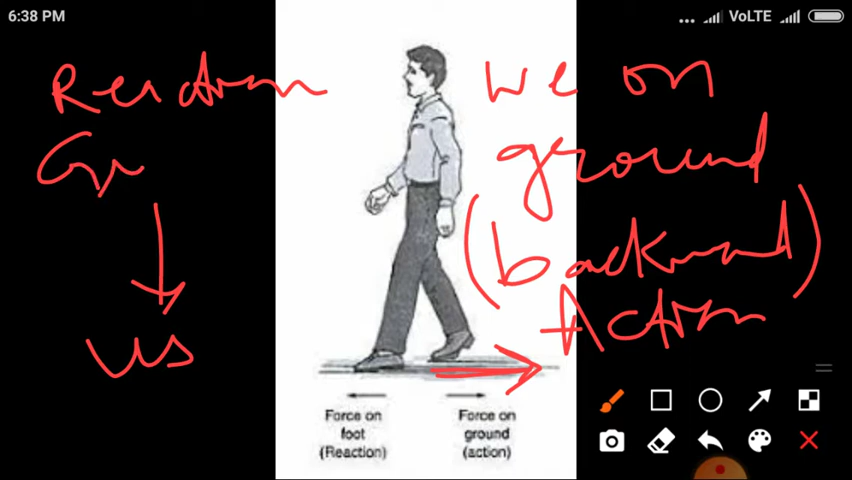 6:38 PM
... VoLTE
Reaction
Gr
us
we on
ground
(backward)
Action
Force on
foot
(Reaction)
Force on
ground
(action)